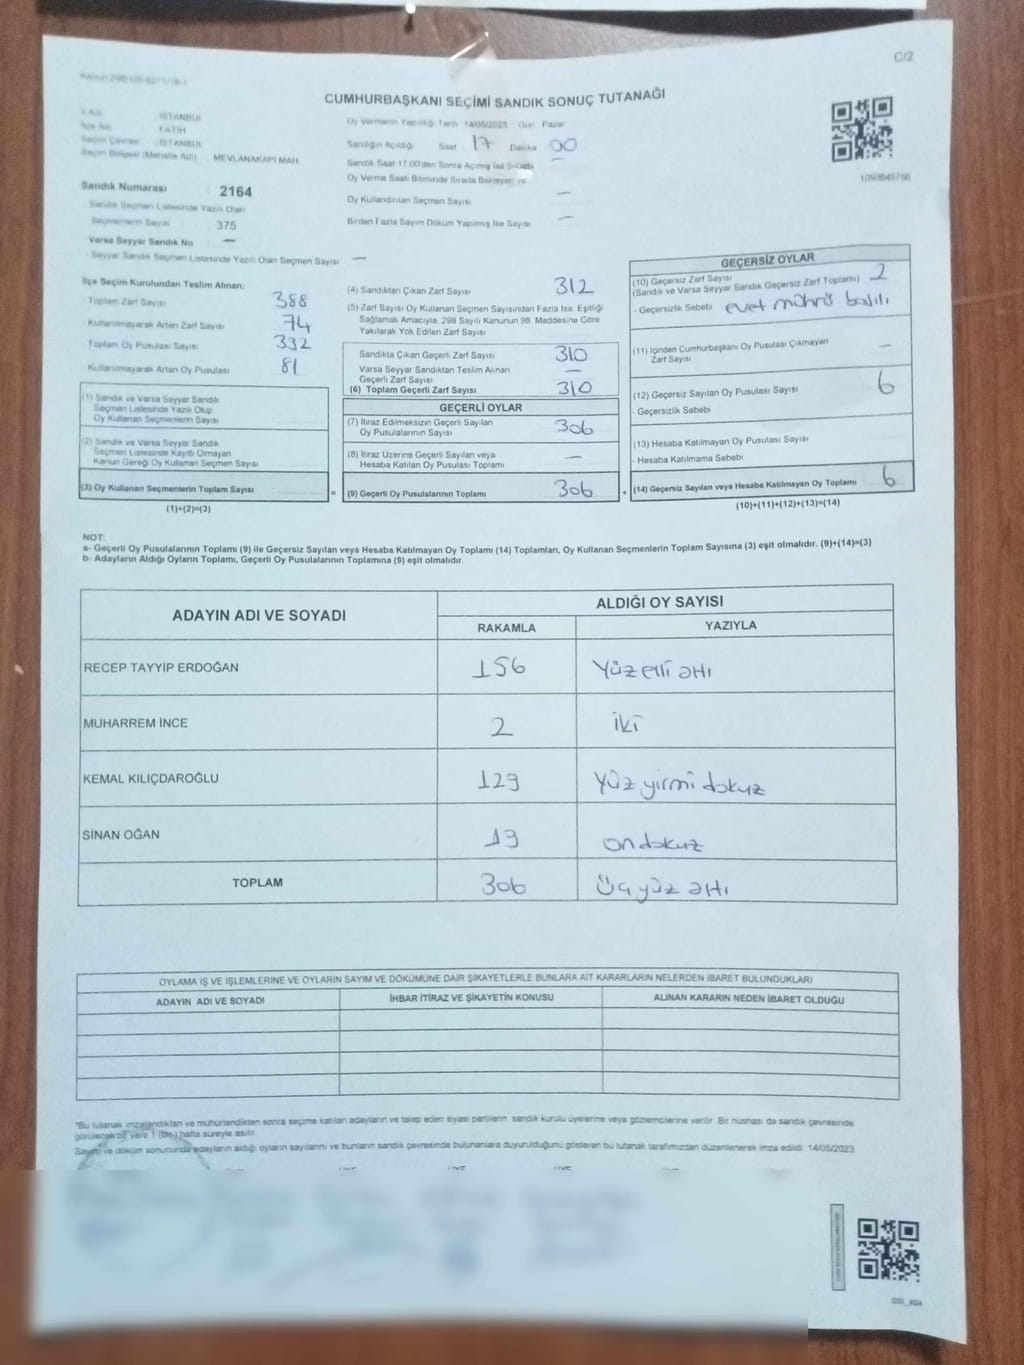 C/2
CUMHURBAŞKANI SEÇİMİ SANDIK SONUÇ TUTANAĞI
İSTANBUL
FATİH
Seçim Çevresi :İSTANBUL
Seçim Bölgesi (Mahalle Adı) : MEVLANAKAPI MAH.
Sandık Numarası 2164
Sandık Seçmen Listesinde Yazılı Olan
Seçmenlerin Sayısı 375
Varsa Seyyar Sandık No —
- Seyyar Sandık Seçmen Listesinde Yazılı Olan Seçmen Sayısı —
Oy Vermenin Yapıldığı Tarih 14/05/2023 Gün Pazar
Sandığın Açıldığı Saat 17 Dakika 00
Sandık Saat 17:00'den Sonra Açılmış İse Sebebi —
Oy Verme Saati Bitiminde Sırada Bekleyen ve
Oy Kullandırılan Seçmen Sayısı —
Birden Fazla Sayım Döküm Yapılmış İse Sayısı —
1093845756
İlçe Seçim Kurulundan Teslim Alınan;
Toplam Zarf Sayısı 388
Kullanılmayarak Artan Zarf Sayısı 74
Toplam Oy Pusulası Sayısı 332
Kullanılmayarak Artan Oy Pusulası 81
(1) Sandık ve Varsa Seyyar Sandık
Seçmen Listesinde Yazılı Olup
Oy Kullanan Seçmenlerin Sayısı
(2) Sandık ve Varsa Seyyar Sandık
Seçmen Listesinde Kayıtlı Olmayan
Kanun Gereği Oy Kullanan Seçmen Sayısı
(3) Oy Kullanan Seçmenlerin Toplam Sayısı
(1)+(2)=(3)
(4) Sandıktan Çıkan Zarf Sayısı 312
(5) Zarf Sayısı Oy Kullanan Seçmen Sayısından Fazla İse, Eşitliği
Sağlamak Amacıyla, 298 Sayılı Kanunun 98. Maddesine Göre
Yakılarak Yok Edilen Zarf Sayısı
Sandıkta Çıkan Geçerli Zarf Sayısı 310
Varsa Seyyar Sandıktan Teslim Alınan
Geçerli Zarf Sayısı —
(6) Toplam Geçerli Zarf Sayısı 310
GEÇERLİ OYLAR
(7) İtiraz Edilmeksizin Geçerli Sayılan
Oy Pusulalarının Sayısı 306
(8) İtiraz Üzerine Geçerli Sayılan veya
Hesaba Katılan Oy Pusulası Toplamı —
= (9) Geçerli Oy Pusulalarının Toplamı 306 +
GEÇERSİZ OYLAR
(10) Geçersiz Zarf Sayısı
(Sandık ve Varsa Seyyar Sandık Geçersiz Zarf Toplamı) 2
- Geçersizlik Sebebi evet mührü basılı
(11) İçinden Cumhurbaşkanı Oy Pusulası Çıkmayan
Zarf Sayısı —
(12) Geçersiz Sayılan Oy Pusulası Sayısı 6
- Geçersizlik Sebebi
(13) Hesaba Katılmayan Oy Pusulası Sayısı
- Hesaba Katılmama Sebebi
(14) Geçersiz Sayılan veya Hesaba Katılmayan Oy Toplamı 6
(10)+(11)+(12)+(13)=(14)
NOT:
a- Geçerli Oy Pusulalarının Toplamı (9) ile Geçersiz Sayılan veya Hesaba Katılmayan Oy Toplamı (14) Toplamları, Oy Kullanan Seçmenlerin Toplam Sayısına (3) eşit olmalıdır. (9)+(14)=(3)
b- Adayların Aldığı Oyların Toplamı, Geçerli Oy Pusulalarının Toplamına (9) eşit olmalıdır.
ADAYIN ADI VE SOYADI ALDIĞI OY SAYISI
RAKAMLA YAZIYLA
RECEP TAYYİP ERDOĞAN 156 Yüz elli altı
MUHARREM İNCE 2 iki
KEMAL KILIÇDAROĞLU 129 Yüz yirmi dokuz
SİNAN OĞAN 19 on dokuz
TOPLAM 306 Üç yüz altı
OYLAMA İŞ VE İŞLEMLERİNE VE OYLARIN SAYIM VE DÖKÜMÜNE DAİR ŞİKAYETLERLE BUNLARA AİT KARARLARIN NELERDEN İBARET BULUNDUKLARI
ADAYIN ADI VE SOYADI İHBAR İTİRAZ VE ŞİKAYETİN KONUSU ALINAN KARARIN NEDEN İBARET OLDUĞU
*Bu tutanak imzalandıktan ve mühürlendikten sonra seçime katılan adayların ve talep eden siyasi partilerin sandık kurulu üyelerine veya gözlemcilerine verilir. Bir nüshası da sandık çevresinde
görülecek bir yere 1 (bir) hafta süreyle asılır.
Sayım ve döküm sonucunda adayların aldığı oyların sayılarını ve bunların sandık çevresinde bulunanlara duyurulduğunu gösteren bu tutanak tarafımızdan düzenlenerek imza edildi. 14/05/2023